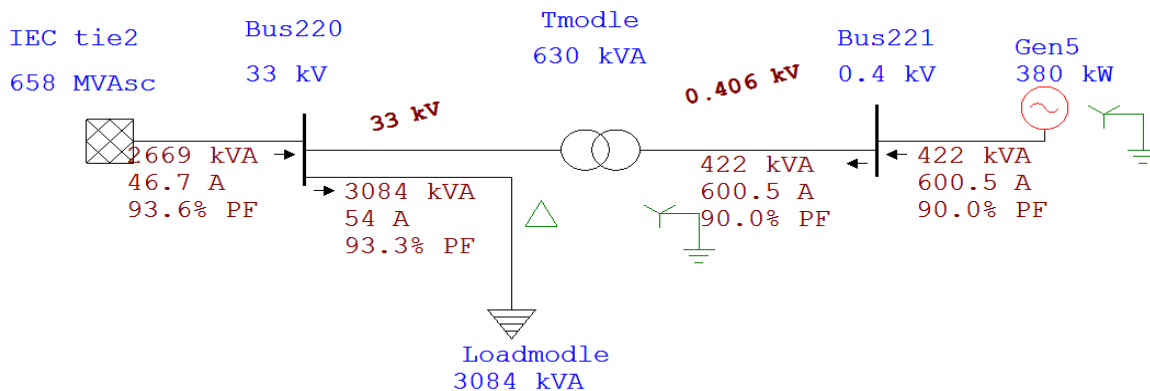 IEC tie2
658 MVAsc
Bus220
33 kV
33 kV
Tmodle
630 kVA
0.406 kV
Bus221
0.4 kV
Gen5
380 kW
2669 kVA
46.7 A
93.6% PF
3084 kVA
54 A
93.3% PF
422 kVA
600.5 A
90.0% PF
422 kVA
600.5 A
90.0% PF
Loadmodle
3084 kVA